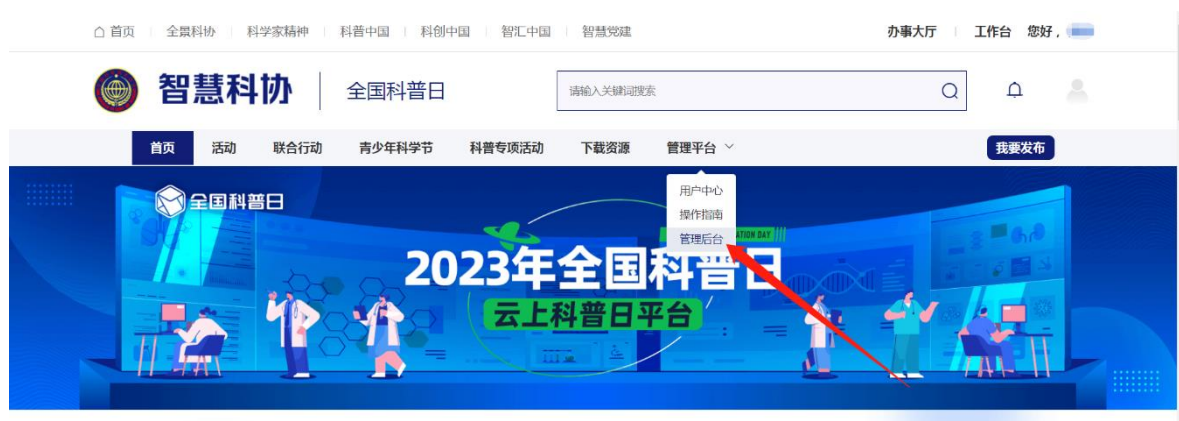 首页 全景科协 科学家精神 科普中国 科创中国 智汇中国 智慧党建 办事大厅 工作台 您好，
智慧科协 全国科普日 请输入关键词搜索
首页 活动 联合行动 青少年科学节 科普专项活动 下载资源 管理平台 我要发布
用户中心
操作指南
管理后台
全国科普日
ATION DAY
2023年全国科普日
云上科普日平台